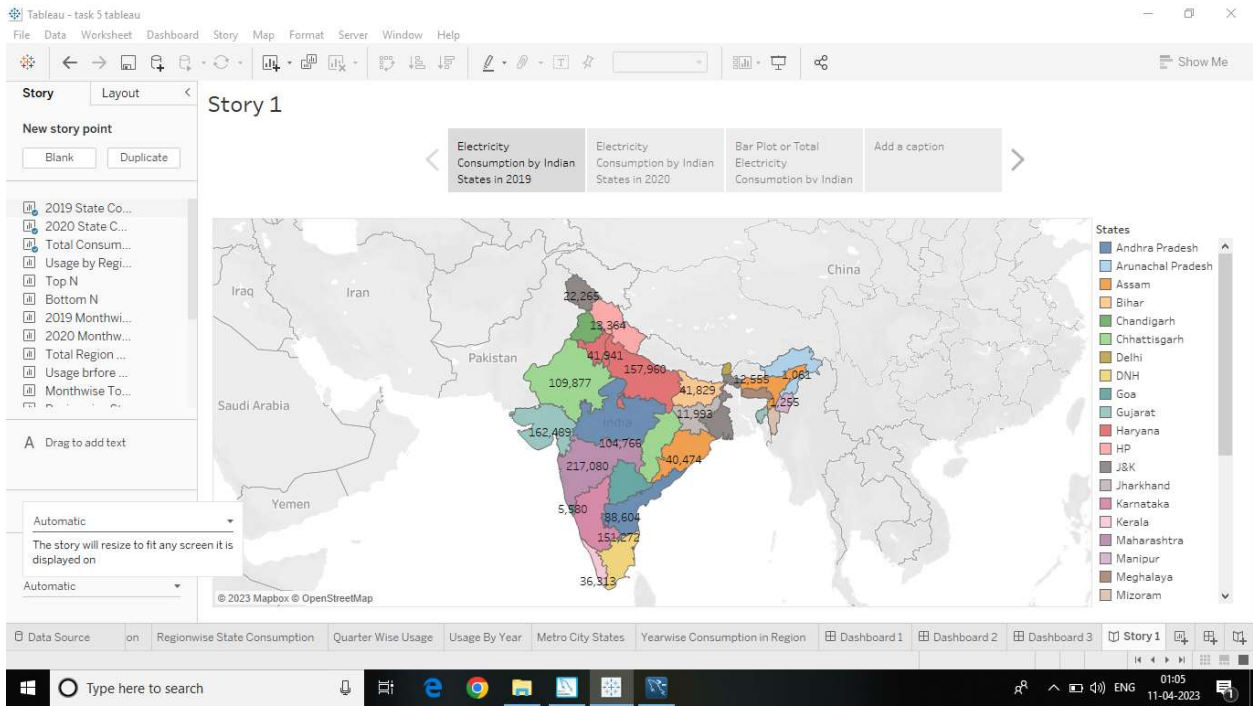 Tableau - task 5 tableau
File Data Worksheet Dashboard Story Map Format Server Window Help
Show Me
Story Layout
New story point
Blank Duplicate
2019 State Co...
2020 State C...
Total Consum...
Usage by Regi...
Top N
Bottom N
2019 Monthwi...
2020 Monthw...
Total Region ...
Usage brfore ...
Monthwise To...
A Drag to add text
Automatic
The story will resize to fit any screen it is
displayed on
Automatic
Story 1
Electricity
Consumption by Indian
States in 2019
Electricity
Consumption by Indian
States in 2020
Bar Plot or Total
Electricity
Consumption by Indian
Add a caption
Iraq
Iran
China
Pakistan
Saudi Arabia
Yemen
India
22,265
13,364
41,941
157,960
109,877
41,829
12,555
1,061
1,255
11,993
162,489
104,766
40,474
217,080
5,580
88,604
151,272
36,313
© 2023 Mapbox © OpenStreetMap
States
Andhra Pradesh
Arunachal Pradesh
Assam
Bihar
Chandigarh
Chhattisgarh
Delhi
DNH
Goa
Gujarat
Haryana
HP
J&K
Jharkhand
Karnataka
Kerala
Maharashtra
Manipur
Meghalaya
Mizoram
Data Source on Regionwise State Consumption Quarter Wise Usage Usage By Year Metro City States Yearwise Consumption in Region Dashboard 1 Dashboard 2 Dashboard 3 Story 1
Type here to search
ENG
01:05
11-04-2023
1